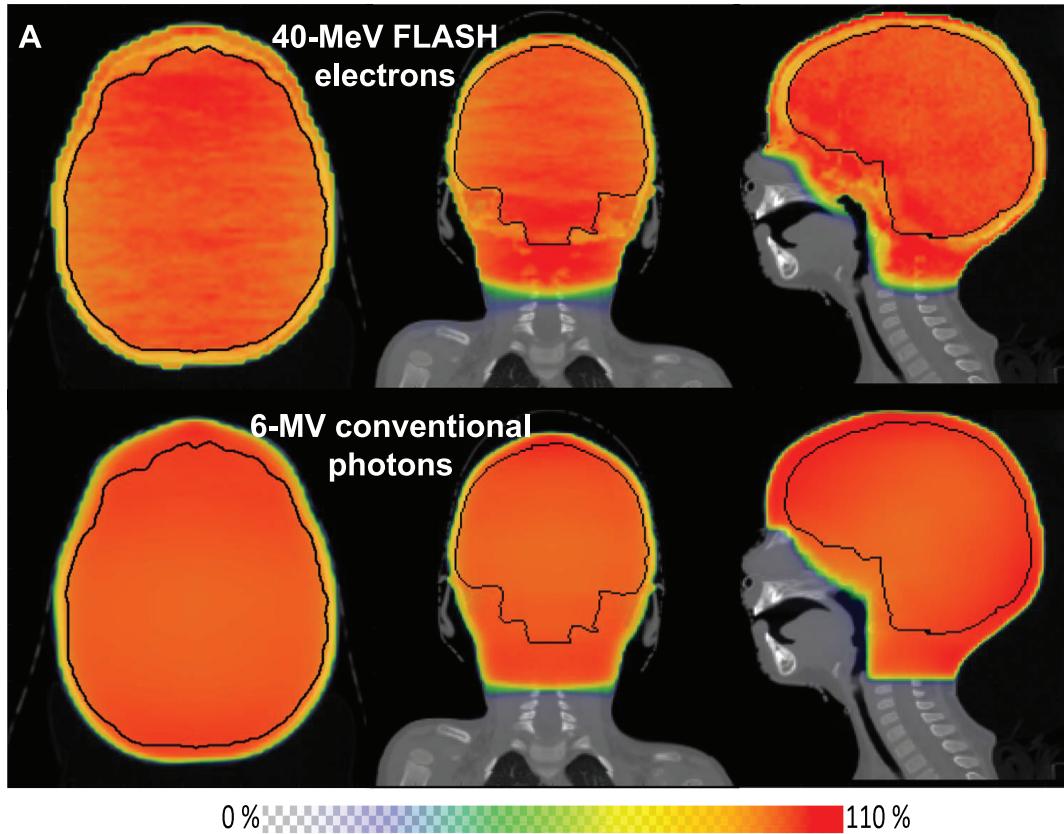 A
40-MeV FLASH
electrons
6-MV conventional
photons
0 %
110 %